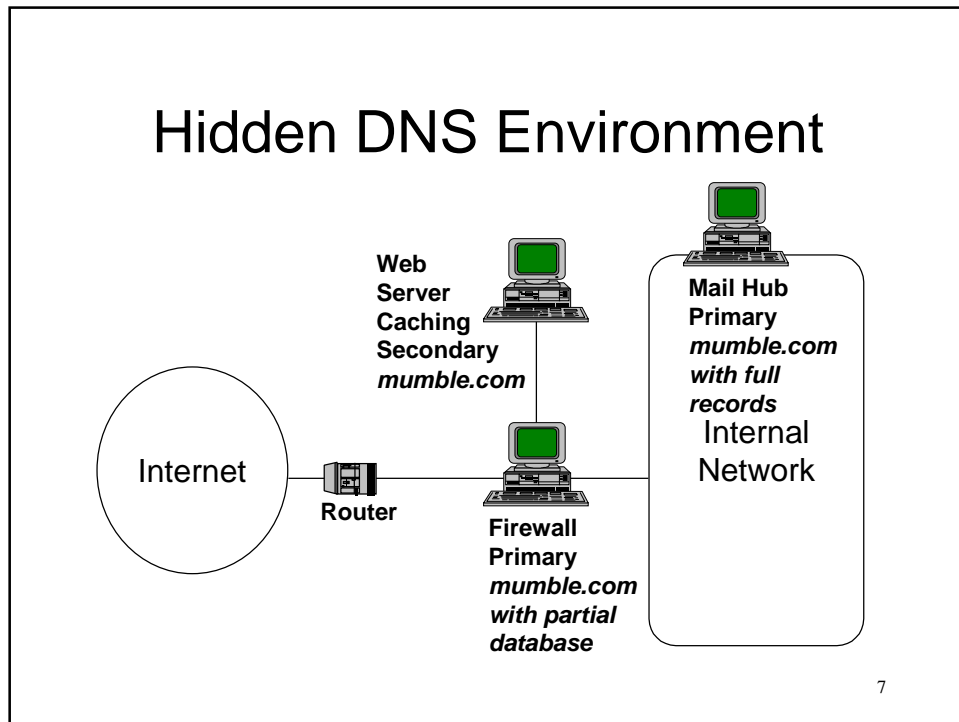 Hidden DNS Environment
Web
Server
Caching
Secondary
mumble.com
Mail Hub
Primary
mumble.com
with full
records
Internal
Network
Internet
Router
Firewall
Primary
mumble.com
with partial
database
7